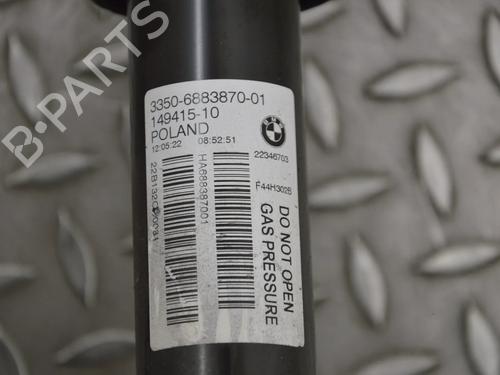 3350-6883870-01
149415-10
POLAND
12:05:22 08:52:51
22346703
F44H302B
HA688387001
DO NOT OPEN
GAS PRESSURE
B-PARTS